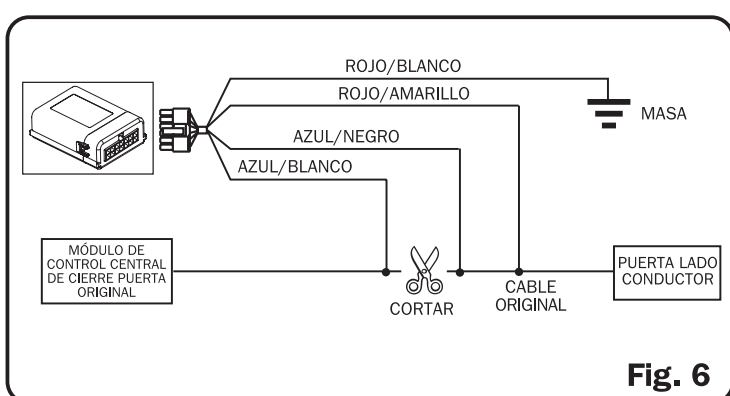 ROJO/BLANCO
ROJO/AMARILLO
MASA
AZUL/NEGRO
AZUL/BLANCO
MÓDULO DE
CONTROL CENTRAL
DE CIERRE PUERTA
ORIGINAL
CORTAR
CABLE
ORIGINAL
PUERTA LADO
CONDUCTOR
Fig. 6